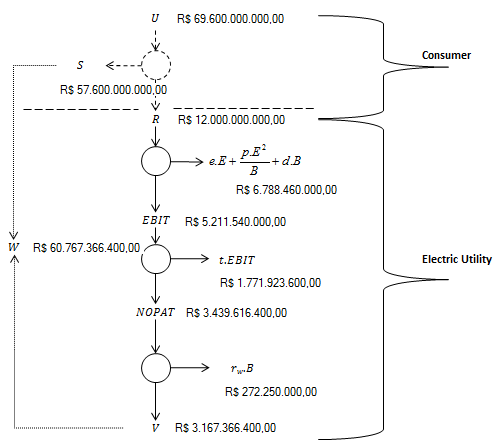 U R$ 69.600.000.000,00
Consumer
S
R$ 57.600.000.000,00
R R$ 12.000.000.000,00
e.E + p.E²/B + d.B
R$ 6.788.460.000,00
EBIT R$ 5.211.540.000,00
W R$ 60.767.366.400,00
t.EBIT
Electric Utility
R$ 1.771.923.600,00
NOPAT R$ 3.439.616.400,00
r_w.B
R$ 272.250.000,00
V R$ 3.167.366.400,00